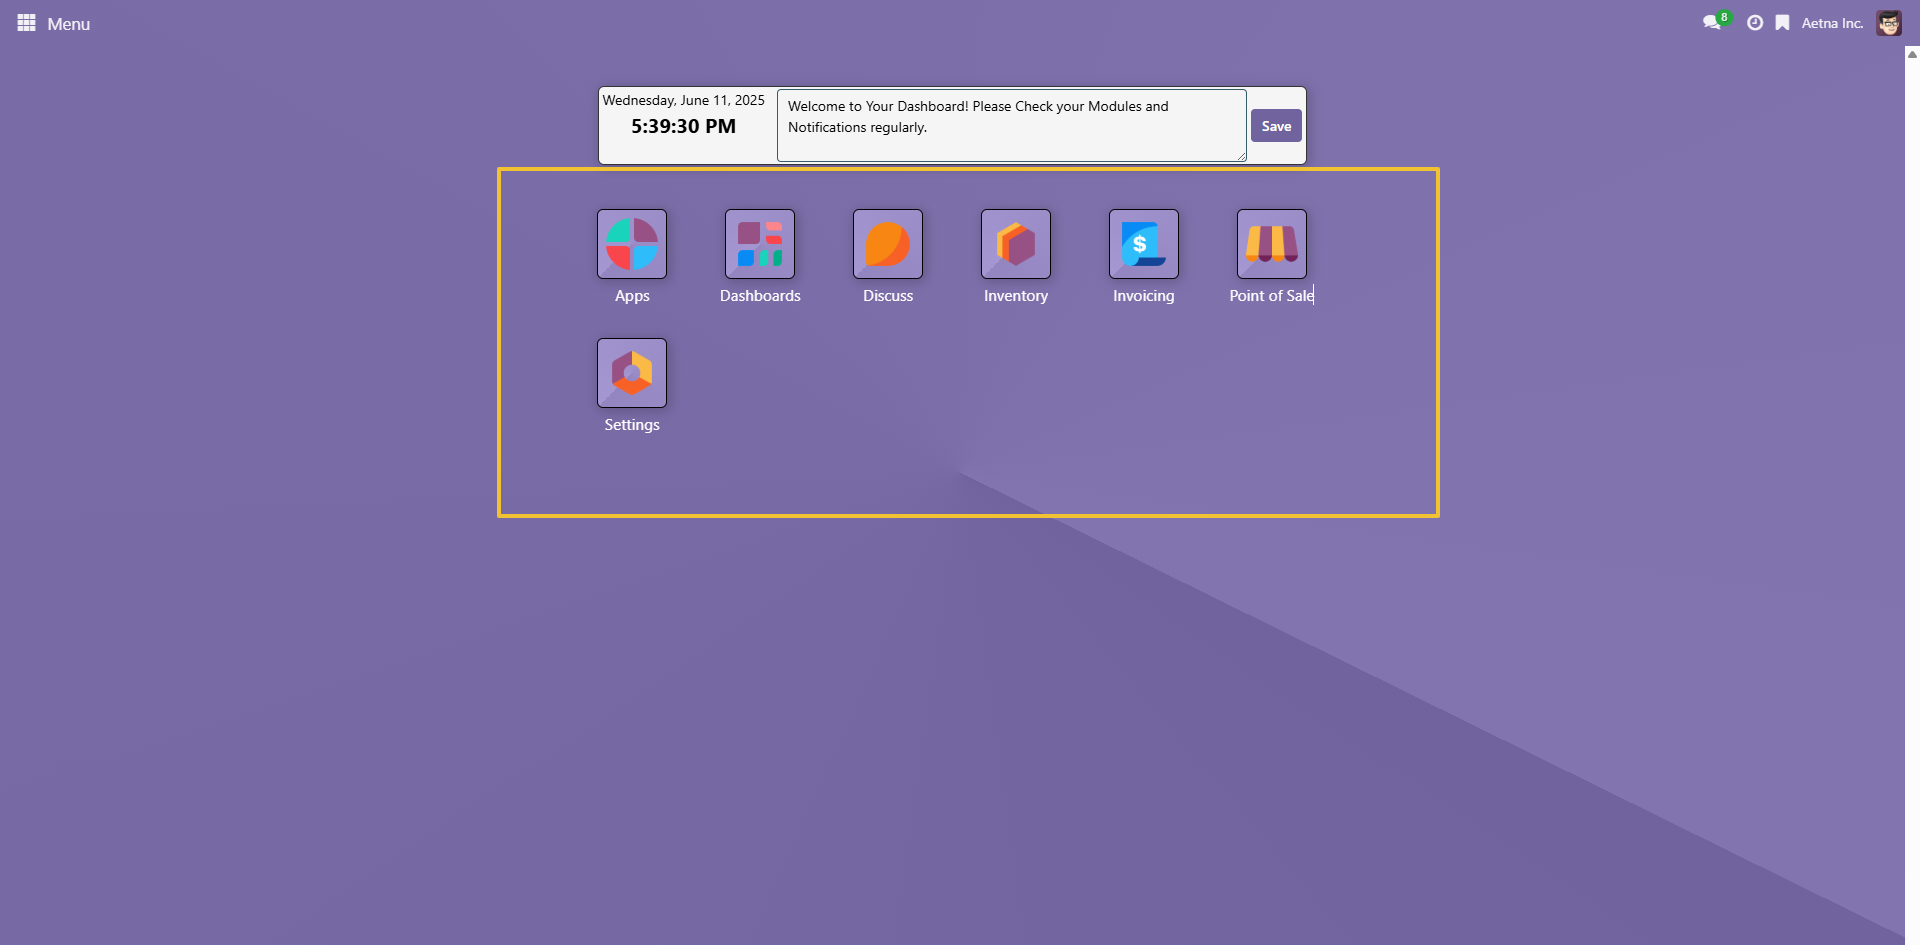 Menu
8
Aetna Inc.
Wednesday, June 11, 2025
5:39:30 PM
Welcome to Your Dashboard! Please Check your Modules and
Notifications regularly.
Save
$
Apps
Dashboards
Discuss
Inventory
Invoicing
Point of Sale
Settings